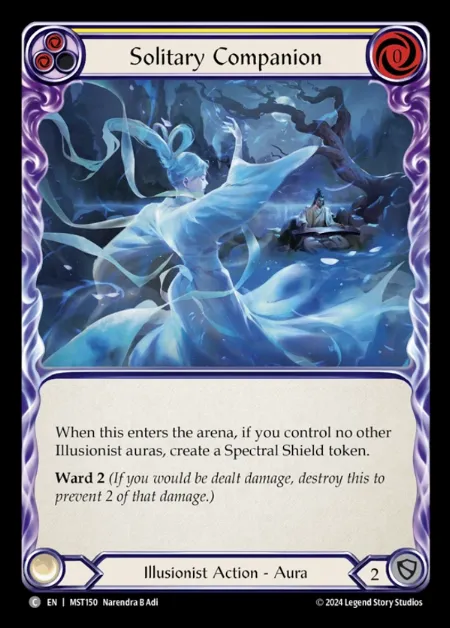 Solitary Companion
0
When this enters the arena, if you control no other
Illusionist auras, create a Spectral Shield token.
Ward 2 (If you would be dealt damage, destroy this to
prevent 2 of that damage.)
Illusionist Action - Aura
2
C EN | MST150 Narendra B Adi
© 2024 Legend Story Studios